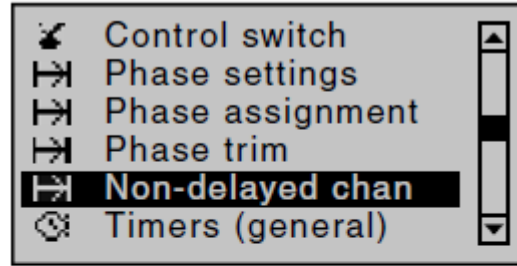 Control switch
Phase settings
Phase assignment
Phase trim
Non-delayed chan
Timers (general)